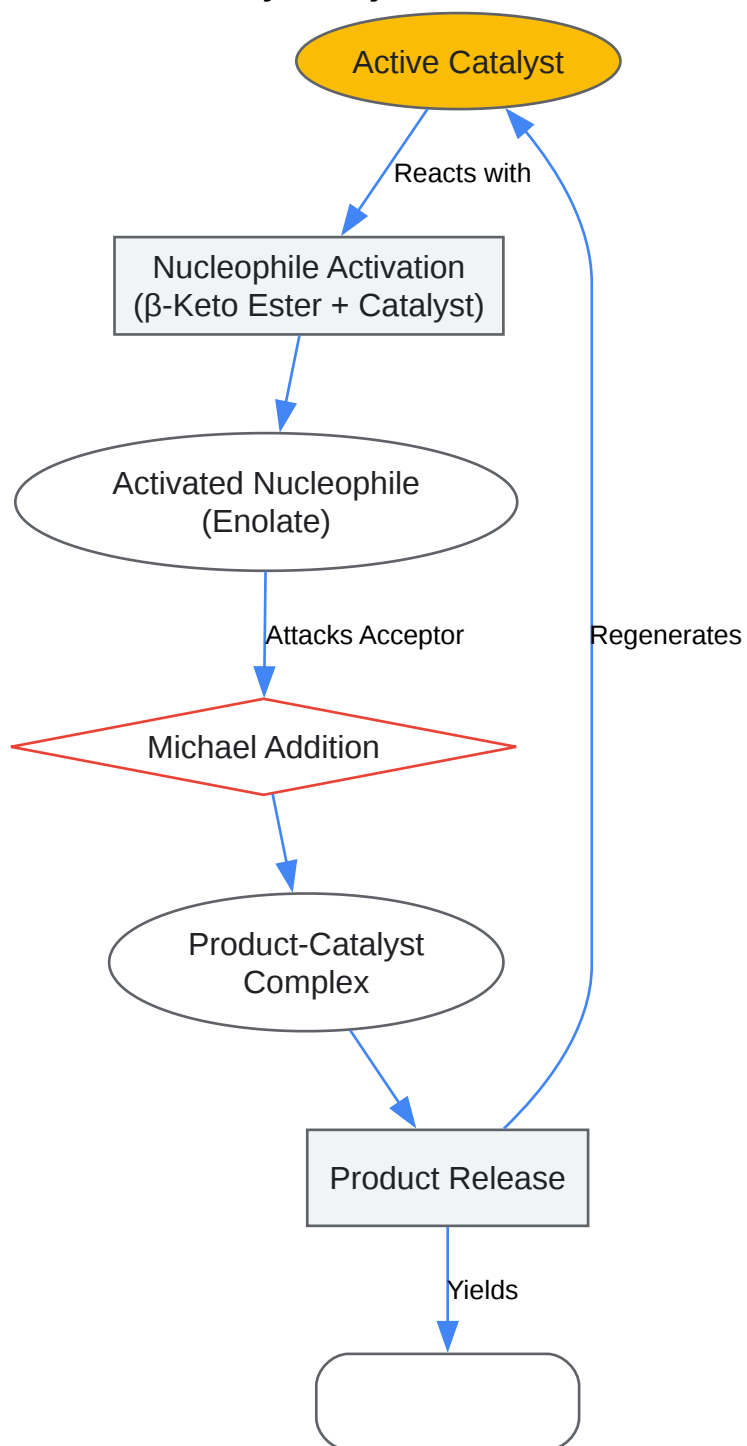 Active Catalyst
Reacts with
Nucleophile Activation
(β-Keto Ester + Catalyst)
Activated Nucleophile
(Enolate)
Attacks Acceptor
Regenerates
Michael Addition
Product-Catalyst
Complex
Product Release
Yields